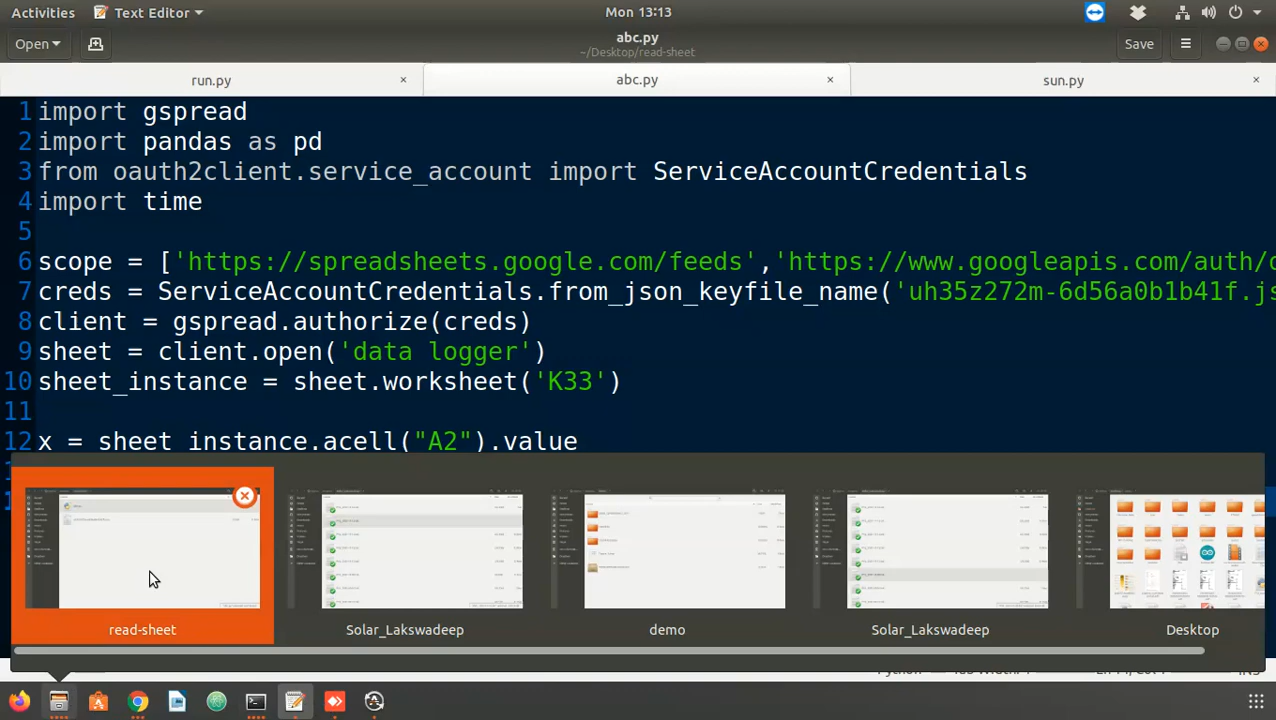 Activities Text Editor Mon 13:13
Open abc.py Save
~/Desktop/read-sheet
run.py abc.py sun.py
1 import gspread
2 import pandas as pd
3 from oauth2client.service_account import ServiceAccountCredentials
4 import time
5
6 scope = ['https://spreadsheets.google.com/feeds','https://www.googleapis.com/auth/d
7 creds = ServiceAccountCredentials.from_json_keyfile_name('uh35z272m-6d56a0b1b41f.js
8 client = gspread.authorize(creds)
9 sheet = client.open('data logger')
10 sheet_instance = sheet.worksheet('K33')
11
12 x = sheet_instance.acell("A2").value
read-sheet Solar_Lakswadeep demo Solar_Lakswadeep Desktop